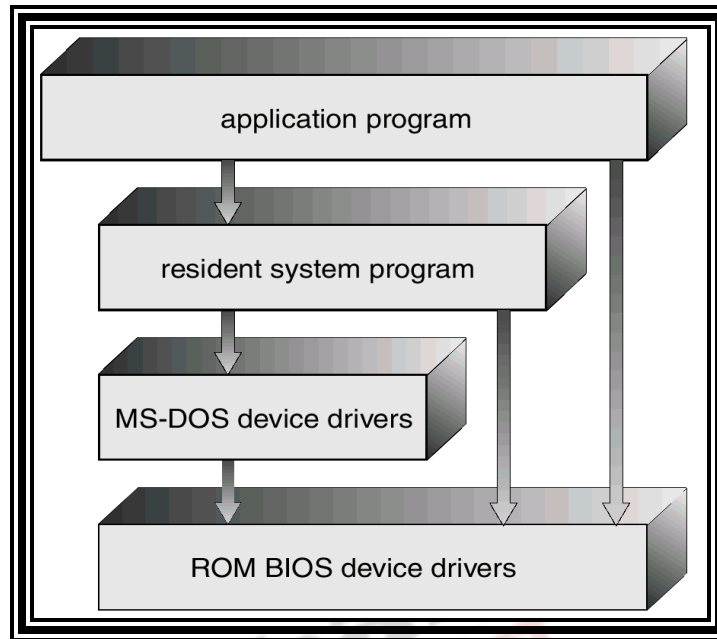 application program
resident system program
MS-DOS device drivers
ROM BIOS device drivers